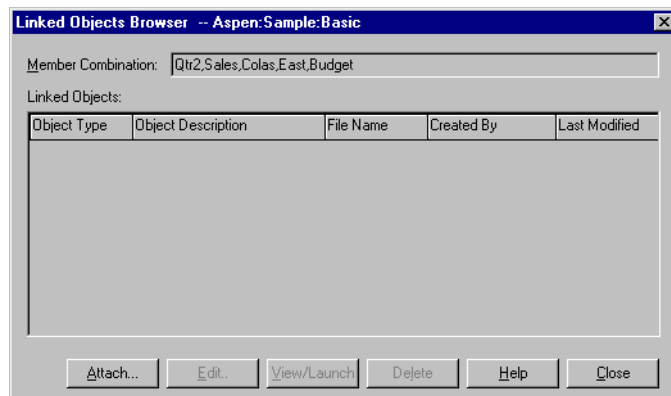 Linked Objects Browser -- Aspen:Sample:Basic
Member Combination: Qtr2,Sales,Colas,East,Budget
Linked Objects:
Object Type Object Description File Name Created By Last Modified
Attach... Edit.. View/Launch Delete Help Close